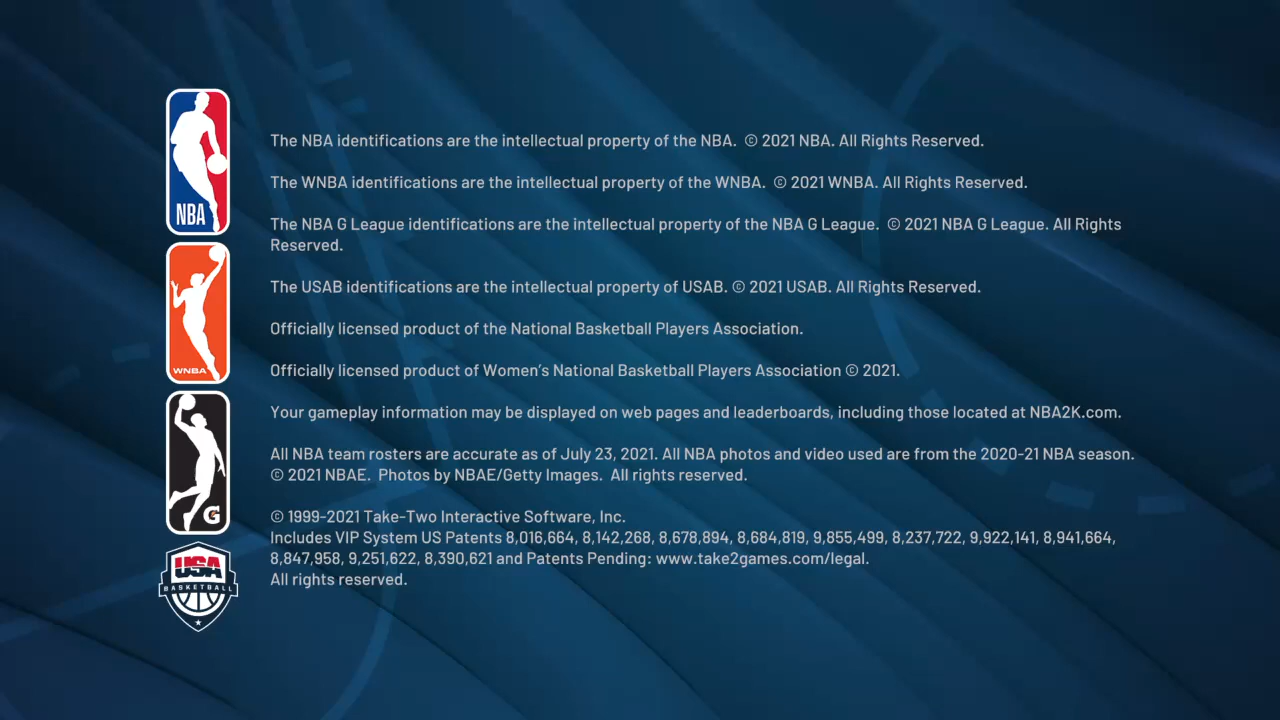 NBA
The NBA identifications are the intellectual property of the NBA.  © 2021 NBA. All Rights Reserved.
The WNBA identifications are the intellectual property of the WNBA.  © 2021 WNBA. All Rights Reserved.
The NBA G League identifications are the intellectual property of the NBA G League.  © 2021 NBA G League. All Rights
Reserved.
WNBA
The USAB identifications are the intellectual property of USAB. © 2021 USAB. All Rights Reserved.
Officially licensed product of the National Basketball Players Association.
Officially licensed product of Women’s National Basketball Players Association © 2021.
G
Your gameplay information may be displayed on web pages and leaderboards, including those located at NBA2K.com.
All NBA team rosters are accurate as of July 23, 2021. All NBA photos and video used are from the 2020-21 NBA season.
© 2021 NBAE.  Photos by NBAE/Getty Images.  All rights reserved.
USA
BASKETBALL
© 1999-2021 Take-Two Interactive Software, Inc.
Includes VIP System US Patents 8,016,664, 8,142,268, 8,678,894, 8,684,819, 9,855,499, 8,237,722, 9,922,141, 8,941,664,
8,847,958, 9,251,622, 8,390,621 and Patents Pending: www.take2games.com/legal.
All rights reserved.